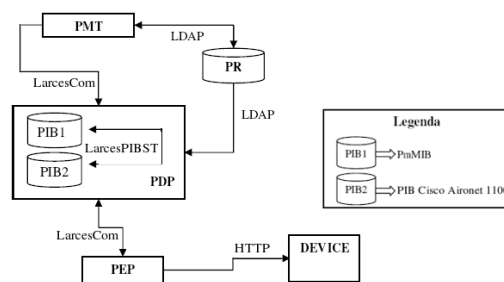 PMT
LDAP
PR
LarcesCom
LDAP
PIB1
LarcesPIBST
PIB2
PDP
Legenda
PIB1 PmMIB
PIB2 PIB Cisco Aironet 1100
LarcesCom
HTTP
DEVICE
PEP